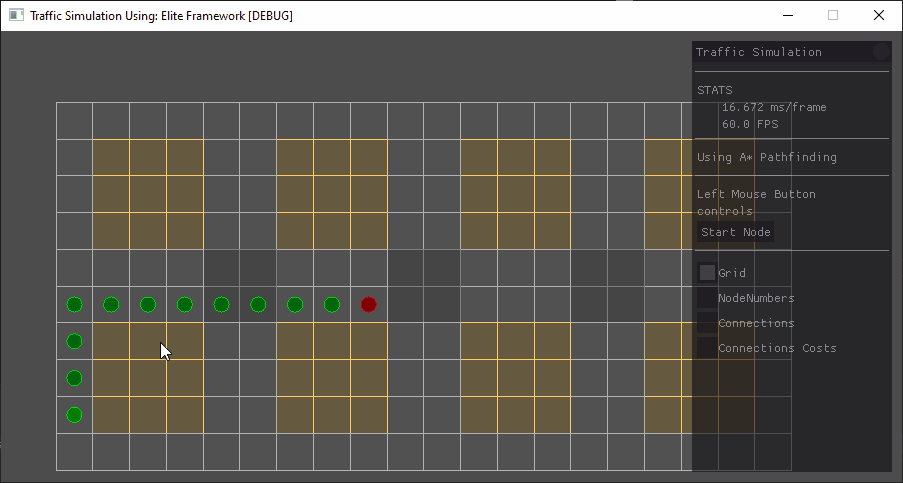 Traffic Simulation Using: Elite Framework [DEBUG]
Traffic Simulation
STATS
16.672 ms/frame
60.0 FPS
Using A* Pathfinding
Left Mouse Button
controls
Start Node
Grid
NodeNumbers
Connections
Connections Costs